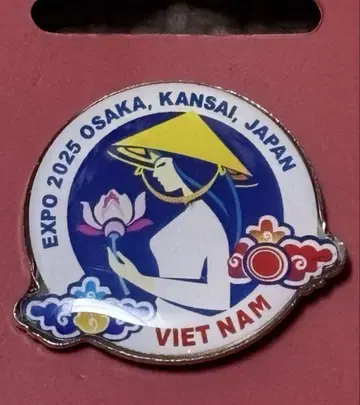 EXPO 2025 OSAKA, KANSAI, JAPAN
VIET NAM